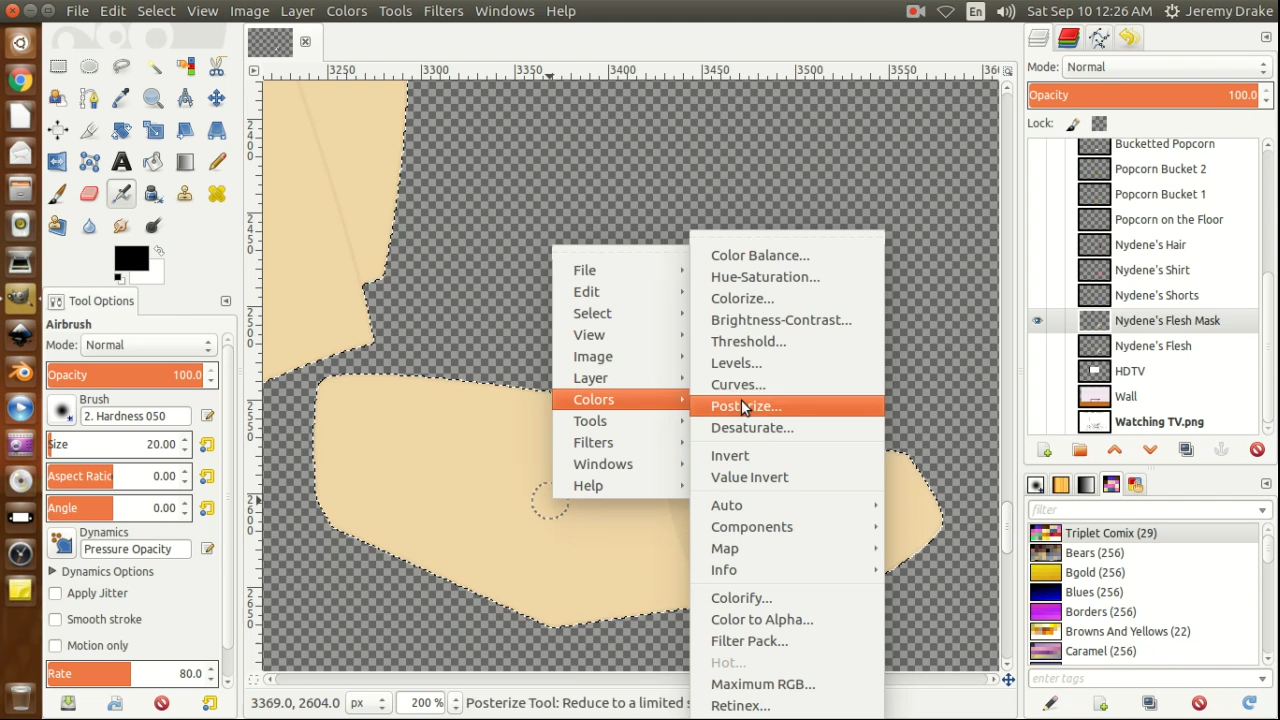 File Edit Select View Image Layer Colors Tools Filters Windows Help
En Sat Sep 10 12:26 AM Jeremy Drake
3250 3300 3350 3400 3450 3500 3550
Tool Options
Airbrush
Mode: Normal
Opacity 100.0
Brush
2. Hardness 050
Size 20.00
Aspect Ratio 0.00
Angle 0.00
Dynamics
Pressure Opacity
Dynamics Options
Apply Jitter
Smooth stroke
Motion only
Rate 80.0
File
Edit
Select
View
Image
Layer
Colors
Tools
Filters
Windows
Help
Color Balance...
Hue-Saturation...
Colorize...
Brightness-Contrast...
Threshold...
Levels...
Curves...
Posterize...
Desaturate...
Invert
Value Invert
Auto
Components
Map
Info
Colorify...
Color to Alpha...
Filter Pack...
Hot...
Maximum RGB...
Retinex...
3369.0, 2604.0 px 200 % Posterize Tool: Reduce to a limited
Mode: Normal
Opacity 100.0
Lock:
Bucketted Popcorn
Popcorn Bucket 2
Popcorn Bucket 1
Popcorn on the Floor
Nydene's Hair
Nydene's Shirt
Nydene's Shorts
Nydene's Flesh Mask
Nydene's Flesh
HDTV
Wall
Watching TV.png
filter
Triplet Comix (29)
Bears (256)
Bgold (256)
Blues (256)
Borders (256)
Browns And Yellows (22)
Caramel (256)
enter tags